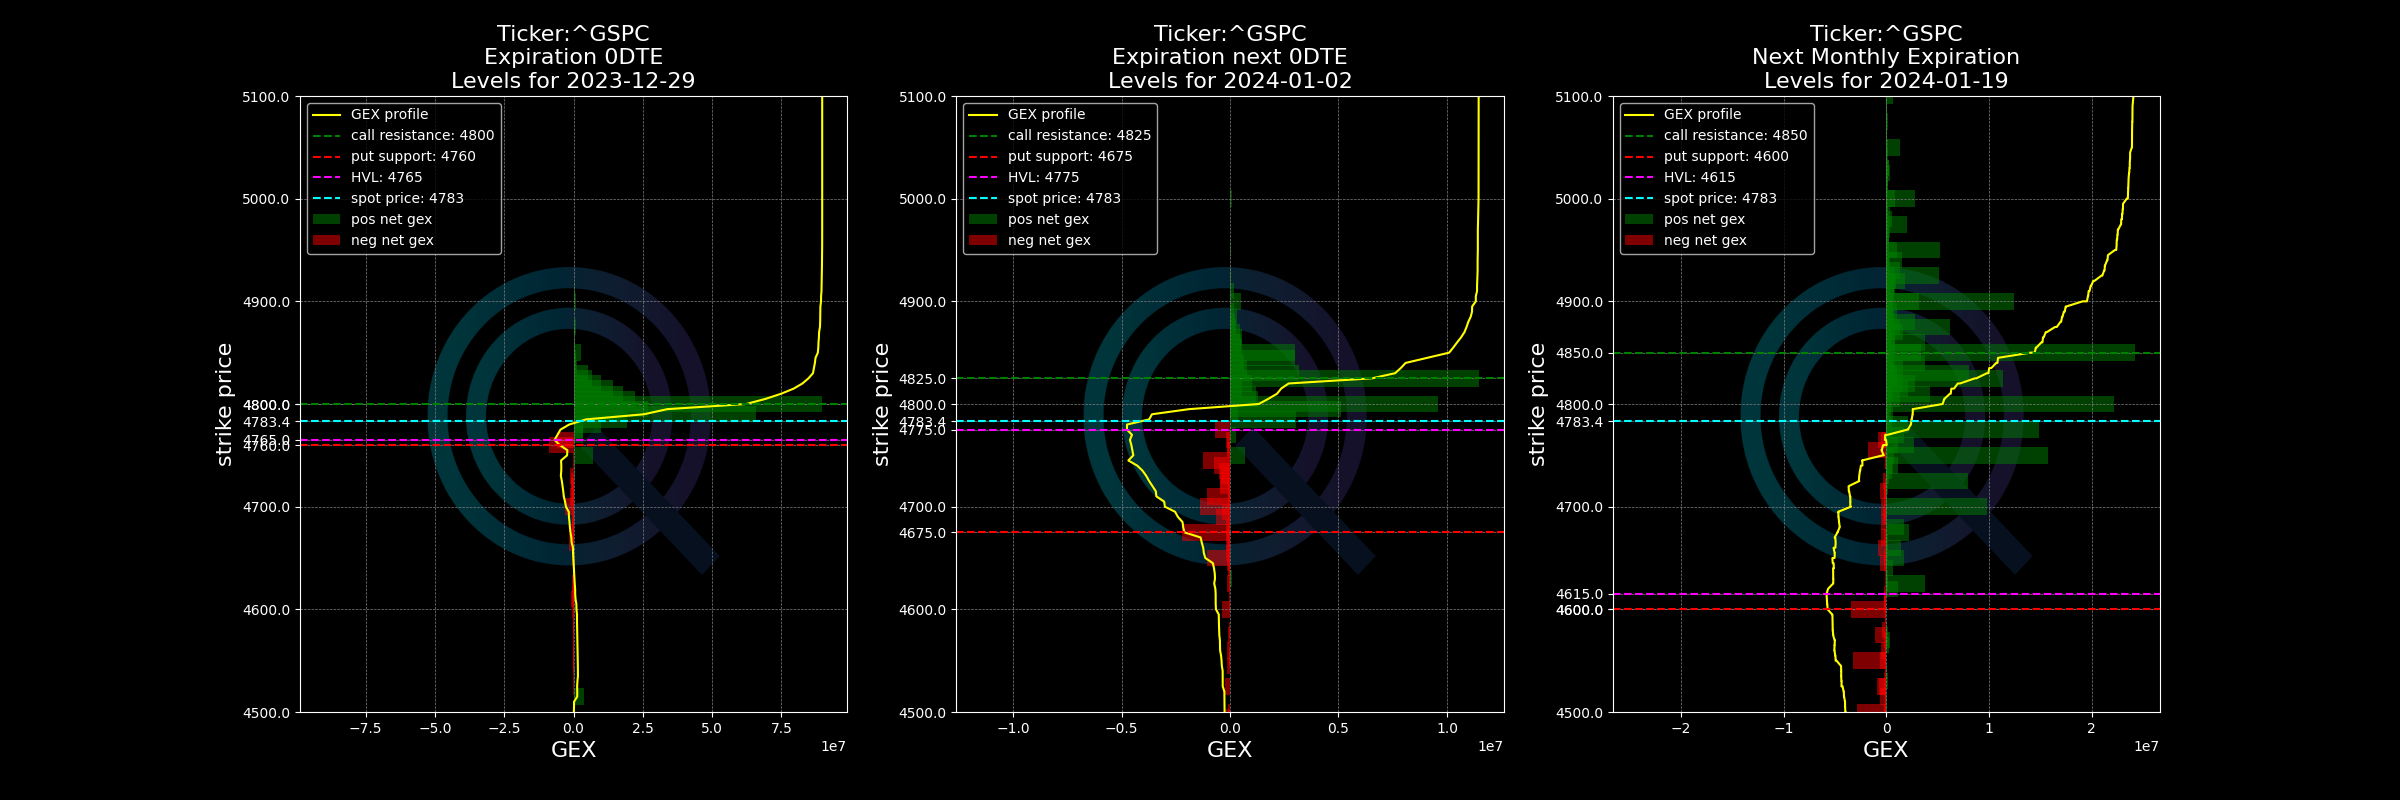 Ticker:^GSPC
Expiration 0DTE
Levels for 2023-12-29
5100.0
5000.0
4900.0
4800.0
4783.4
4765.0
4760.0
4700.0
4600.0
4500.0
strike price
GEX profile
call resistance: 4800
put support: 4760
HVL: 4765
spot price: 4783
pos net gex
neg net gex
−7.5 −5.0 −2.5 0.0 2.5 5.0 7.5
1e7
GEX
Ticker:^GSPC
Expiration next 0DTE
Levels for 2024-01-02
5100.0
5000.0
4900.0
4825.0
4800.0
4783.4
4775.0
4700.0
4675.0
4600.0
4500.0
strike price
GEX profile
call resistance: 4825
put support: 4675
HVL: 4775
spot price: 4783
pos net gex
neg net gex
−1.0 −0.5 0.0 0.5 1.0
1e7
GEX
Ticker:^GSPC
Next Monthly Expiration
Levels for 2024-01-19
5100.0
5000.0
4900.0
4850.0
4800.0
4783.4
4700.0
4615.0
4600.0
4500.0
strike price
GEX profile
call resistance: 4850
put support: 4600
HVL: 4615
spot price: 4783
pos net gex
neg net gex
−2 −1 0 1 2
1e7
GEX